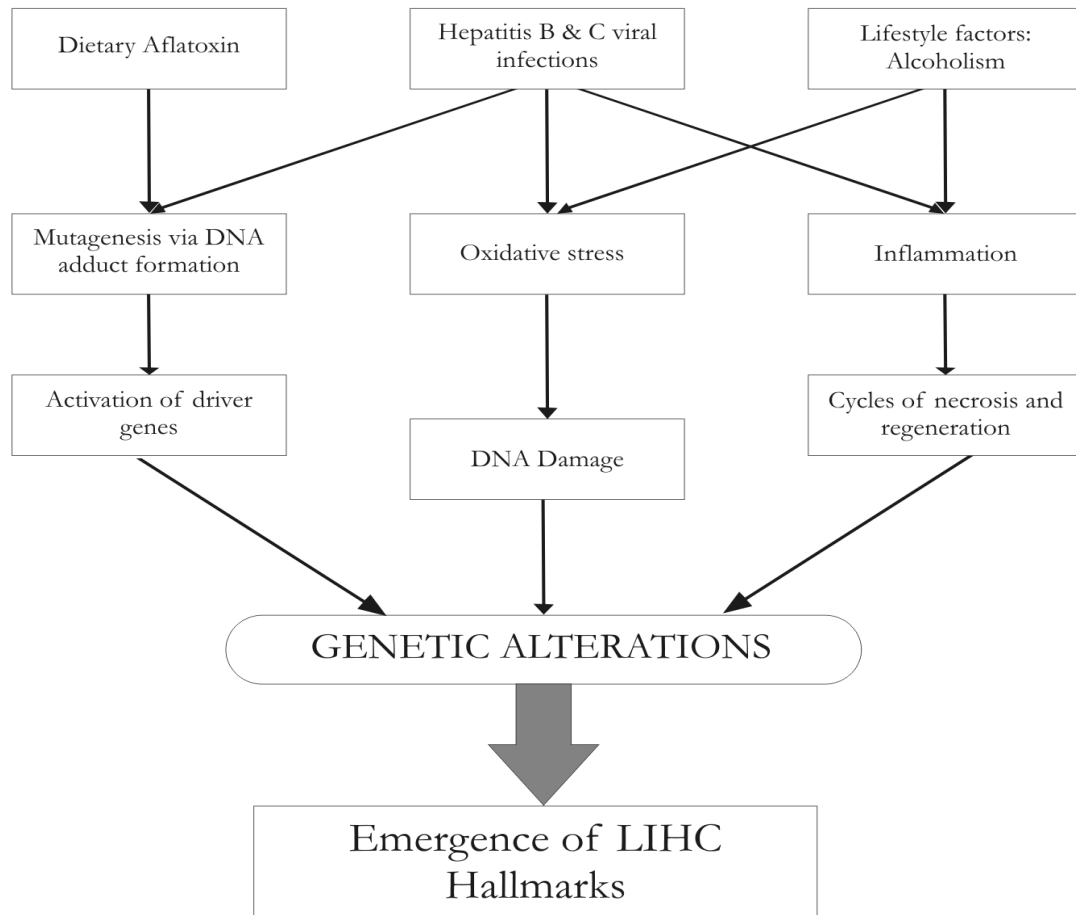 Dietary Aflatoxin
Hepatitis B & C viral
infections
Lifestyle factors:
Alcoholism
Mutagenesis via DNA
adduct formation
Oxidative stress
Inflammation
Activation of driver
genes
DNA Damage
Cycles of necrosis and
regeneration
GENETIC ALTERATIONS
Emergence of LIHC
Hallmarks